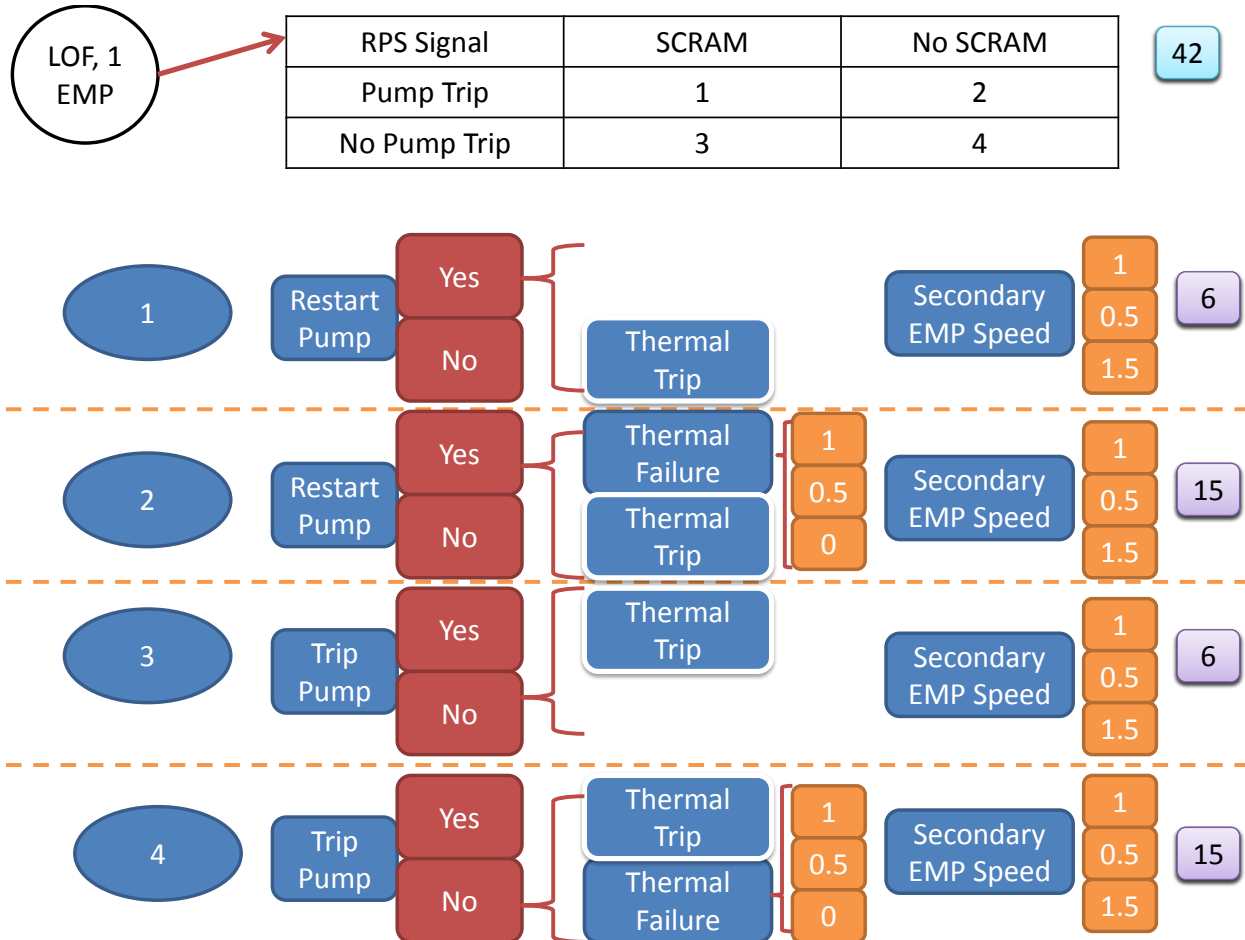 LOF, 1
EMP
RPS Signal SCRAM No SCRAM
Pump Trip 1 2
No Pump Trip 3 4
42
1
Restart
Pump
Yes
No
Thermal
Trip
Secondary
EMP Speed
1
0.5
1.5
6
2
Restart
Pump
Yes
No
Thermal
Failure
Thermal
Trip
1
0.5
0
Secondary
EMP Speed
1
0.5
1.5
15
3
Trip
Pump
Yes
No
Thermal
Trip
Secondary
EMP Speed
1
0.5
1.5
6
4
Trip
Pump
Yes
No
Thermal
Trip
Thermal
Failure
1
0.5
0
Secondary
EMP Speed
1
0.5
1.5
15